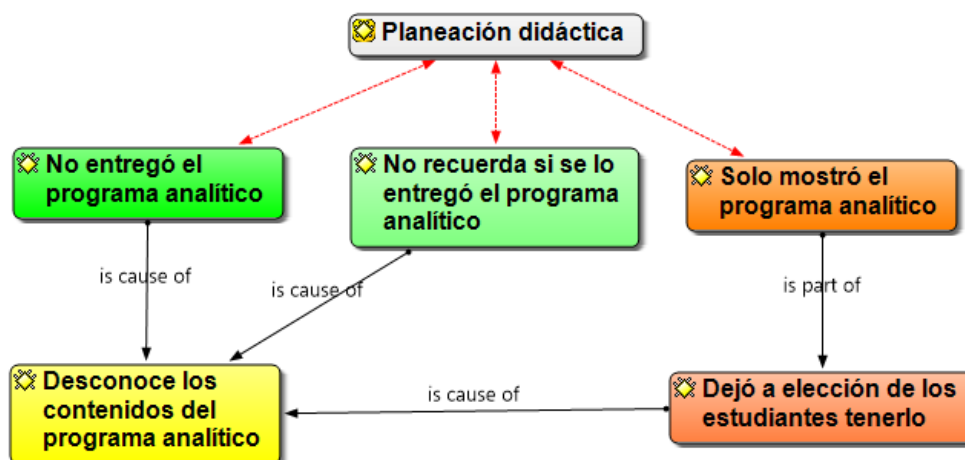 Planeación didáctica
No entregó el
programa analítico
No recuerda si se lo
entregó el programa
analítico
Solo mostró el
programa analítico
is cause of
is cause of
is part of
Desconoce los
contenidos del
programa analítico
is cause of
Dejó a elección de los
estudiantes tenerlo